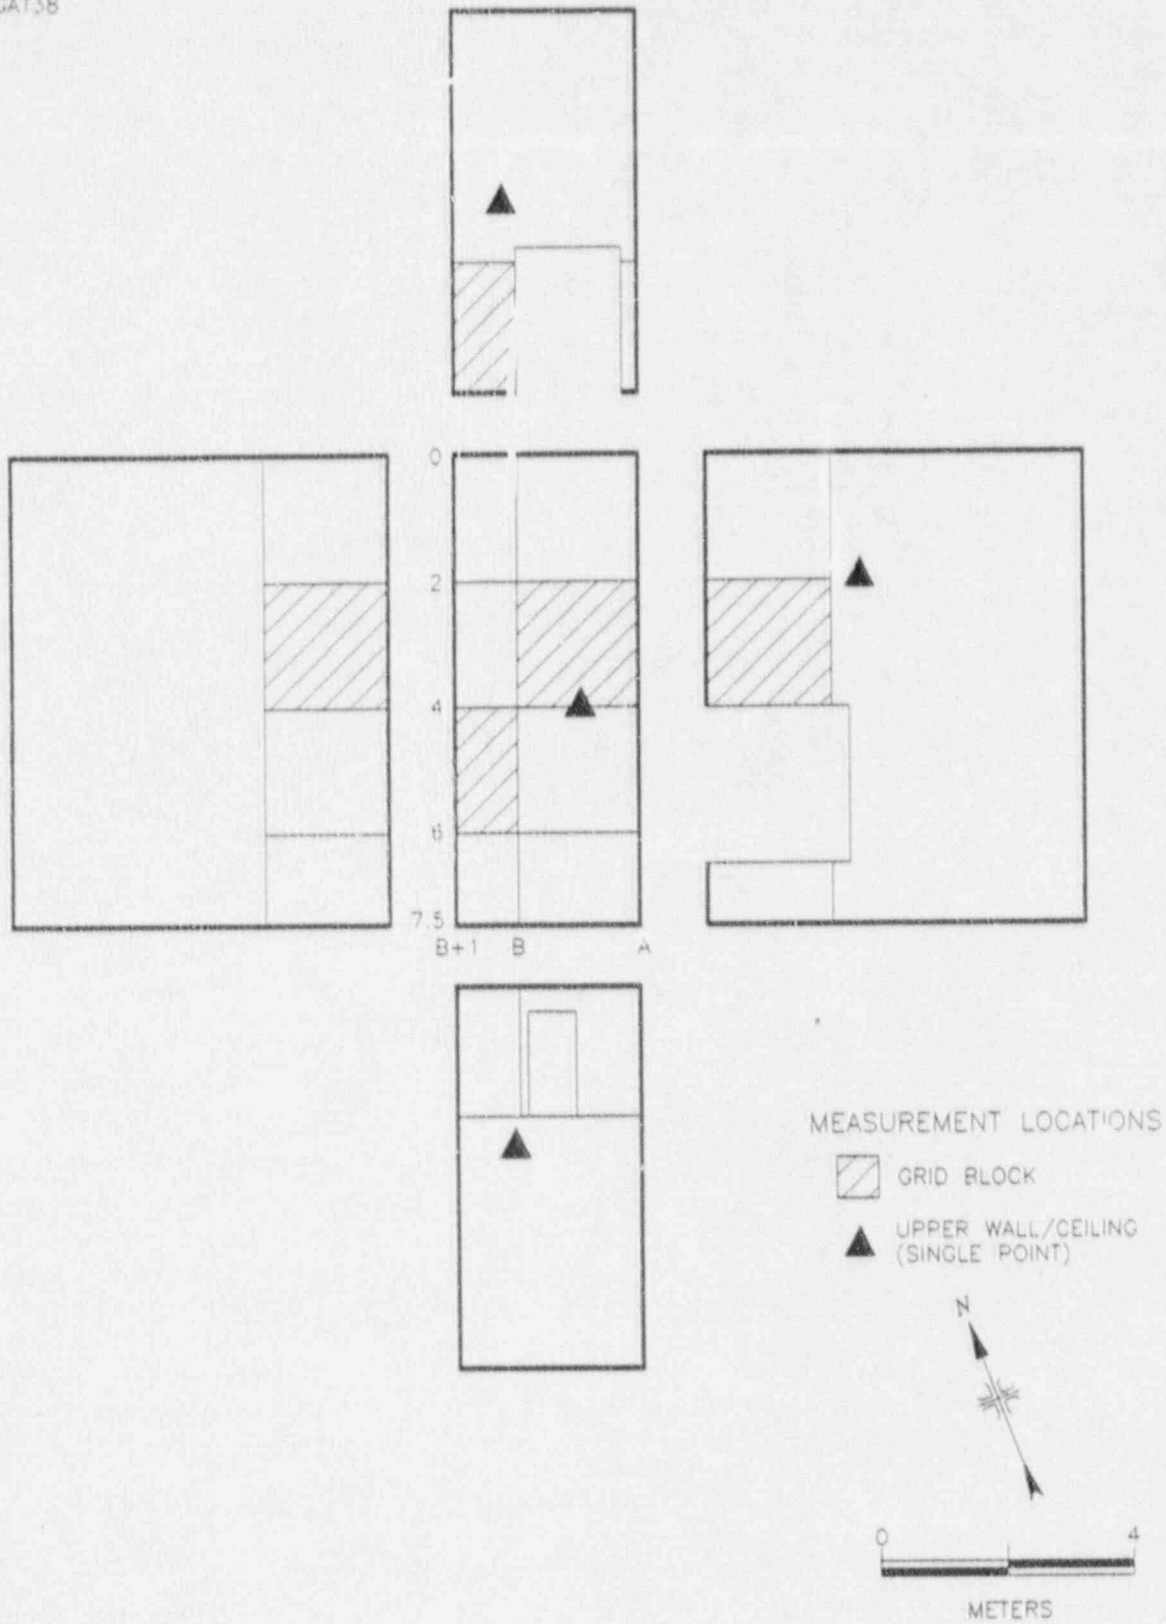 0
2
4
6
7.5
B+1 B A
MEASUREMENT LOCATIONS
GRID BLOCK
UPPER WALL/CEILING
(SINGLE POINT)
N
0 4
METERS